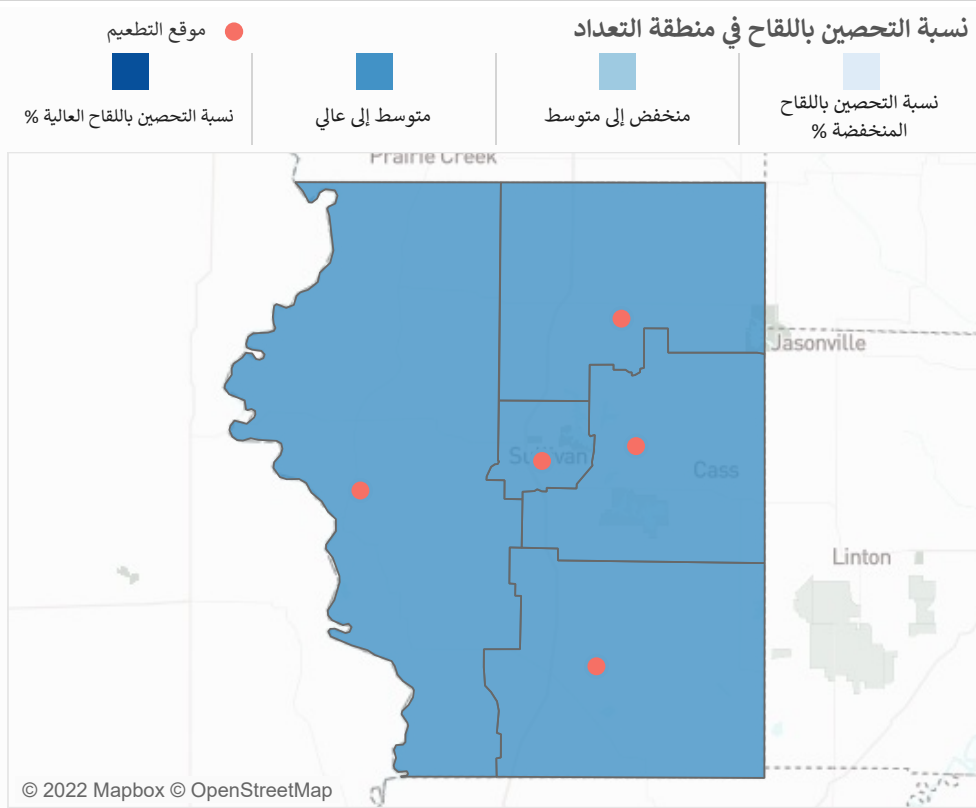 نسبة التحصين باللقاح في منطقة التعداد
موقع التطعيم
نسبة التحصين باللقاح
المنخفضة %
منخفض إلى متوسط
متوسط إلى عالي
نسبة التحصين باللقاح العالية %
Prairie Creek
Jasonville
Sullivan
Cass
Linton
© 2022 Mapbox © OpenStreetMap